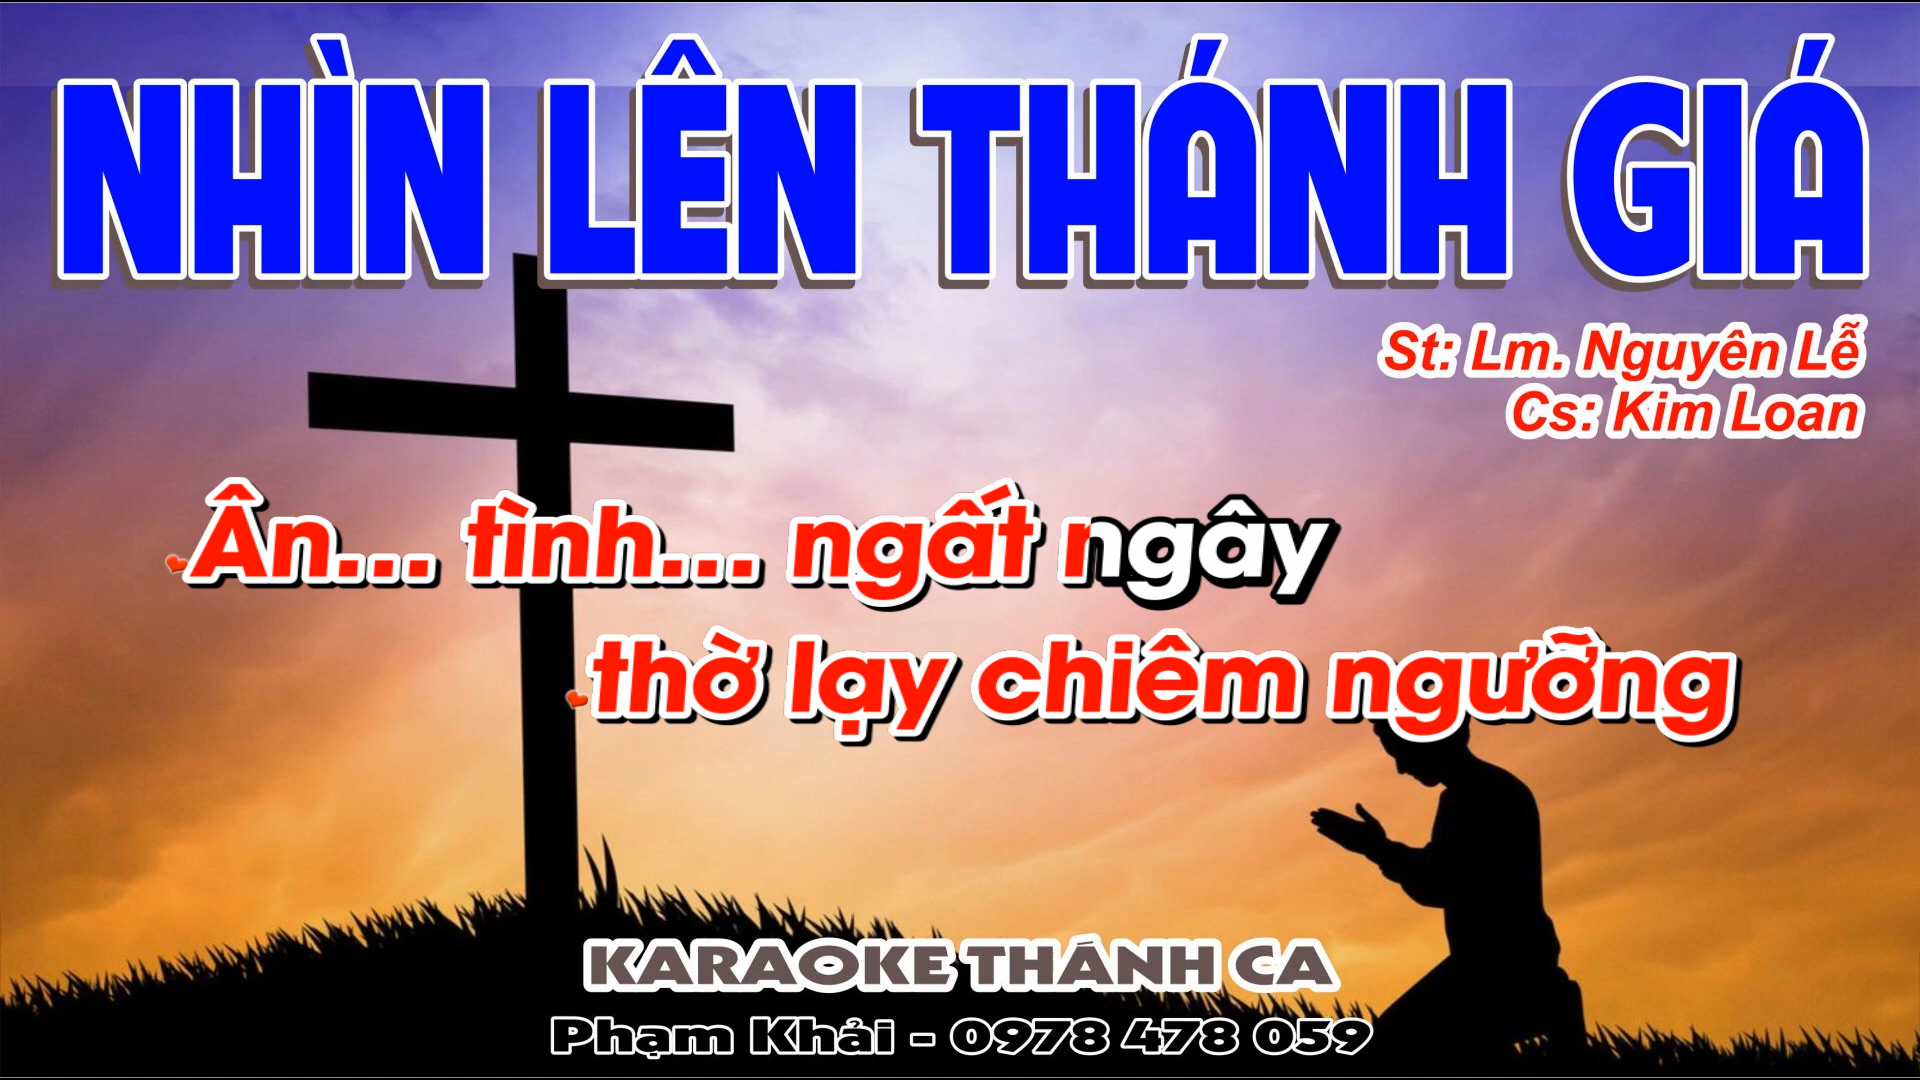 NHÌN LÊN THÁNH GIÁ
St: Lm. Nguyên Lễ
Cs: Kim Loan
Ân... tình... ngất ngây
thờ lạy chiêm ngưỡng
KARAOKE THÁNH CA
Phạm Khải - 0978 478 059